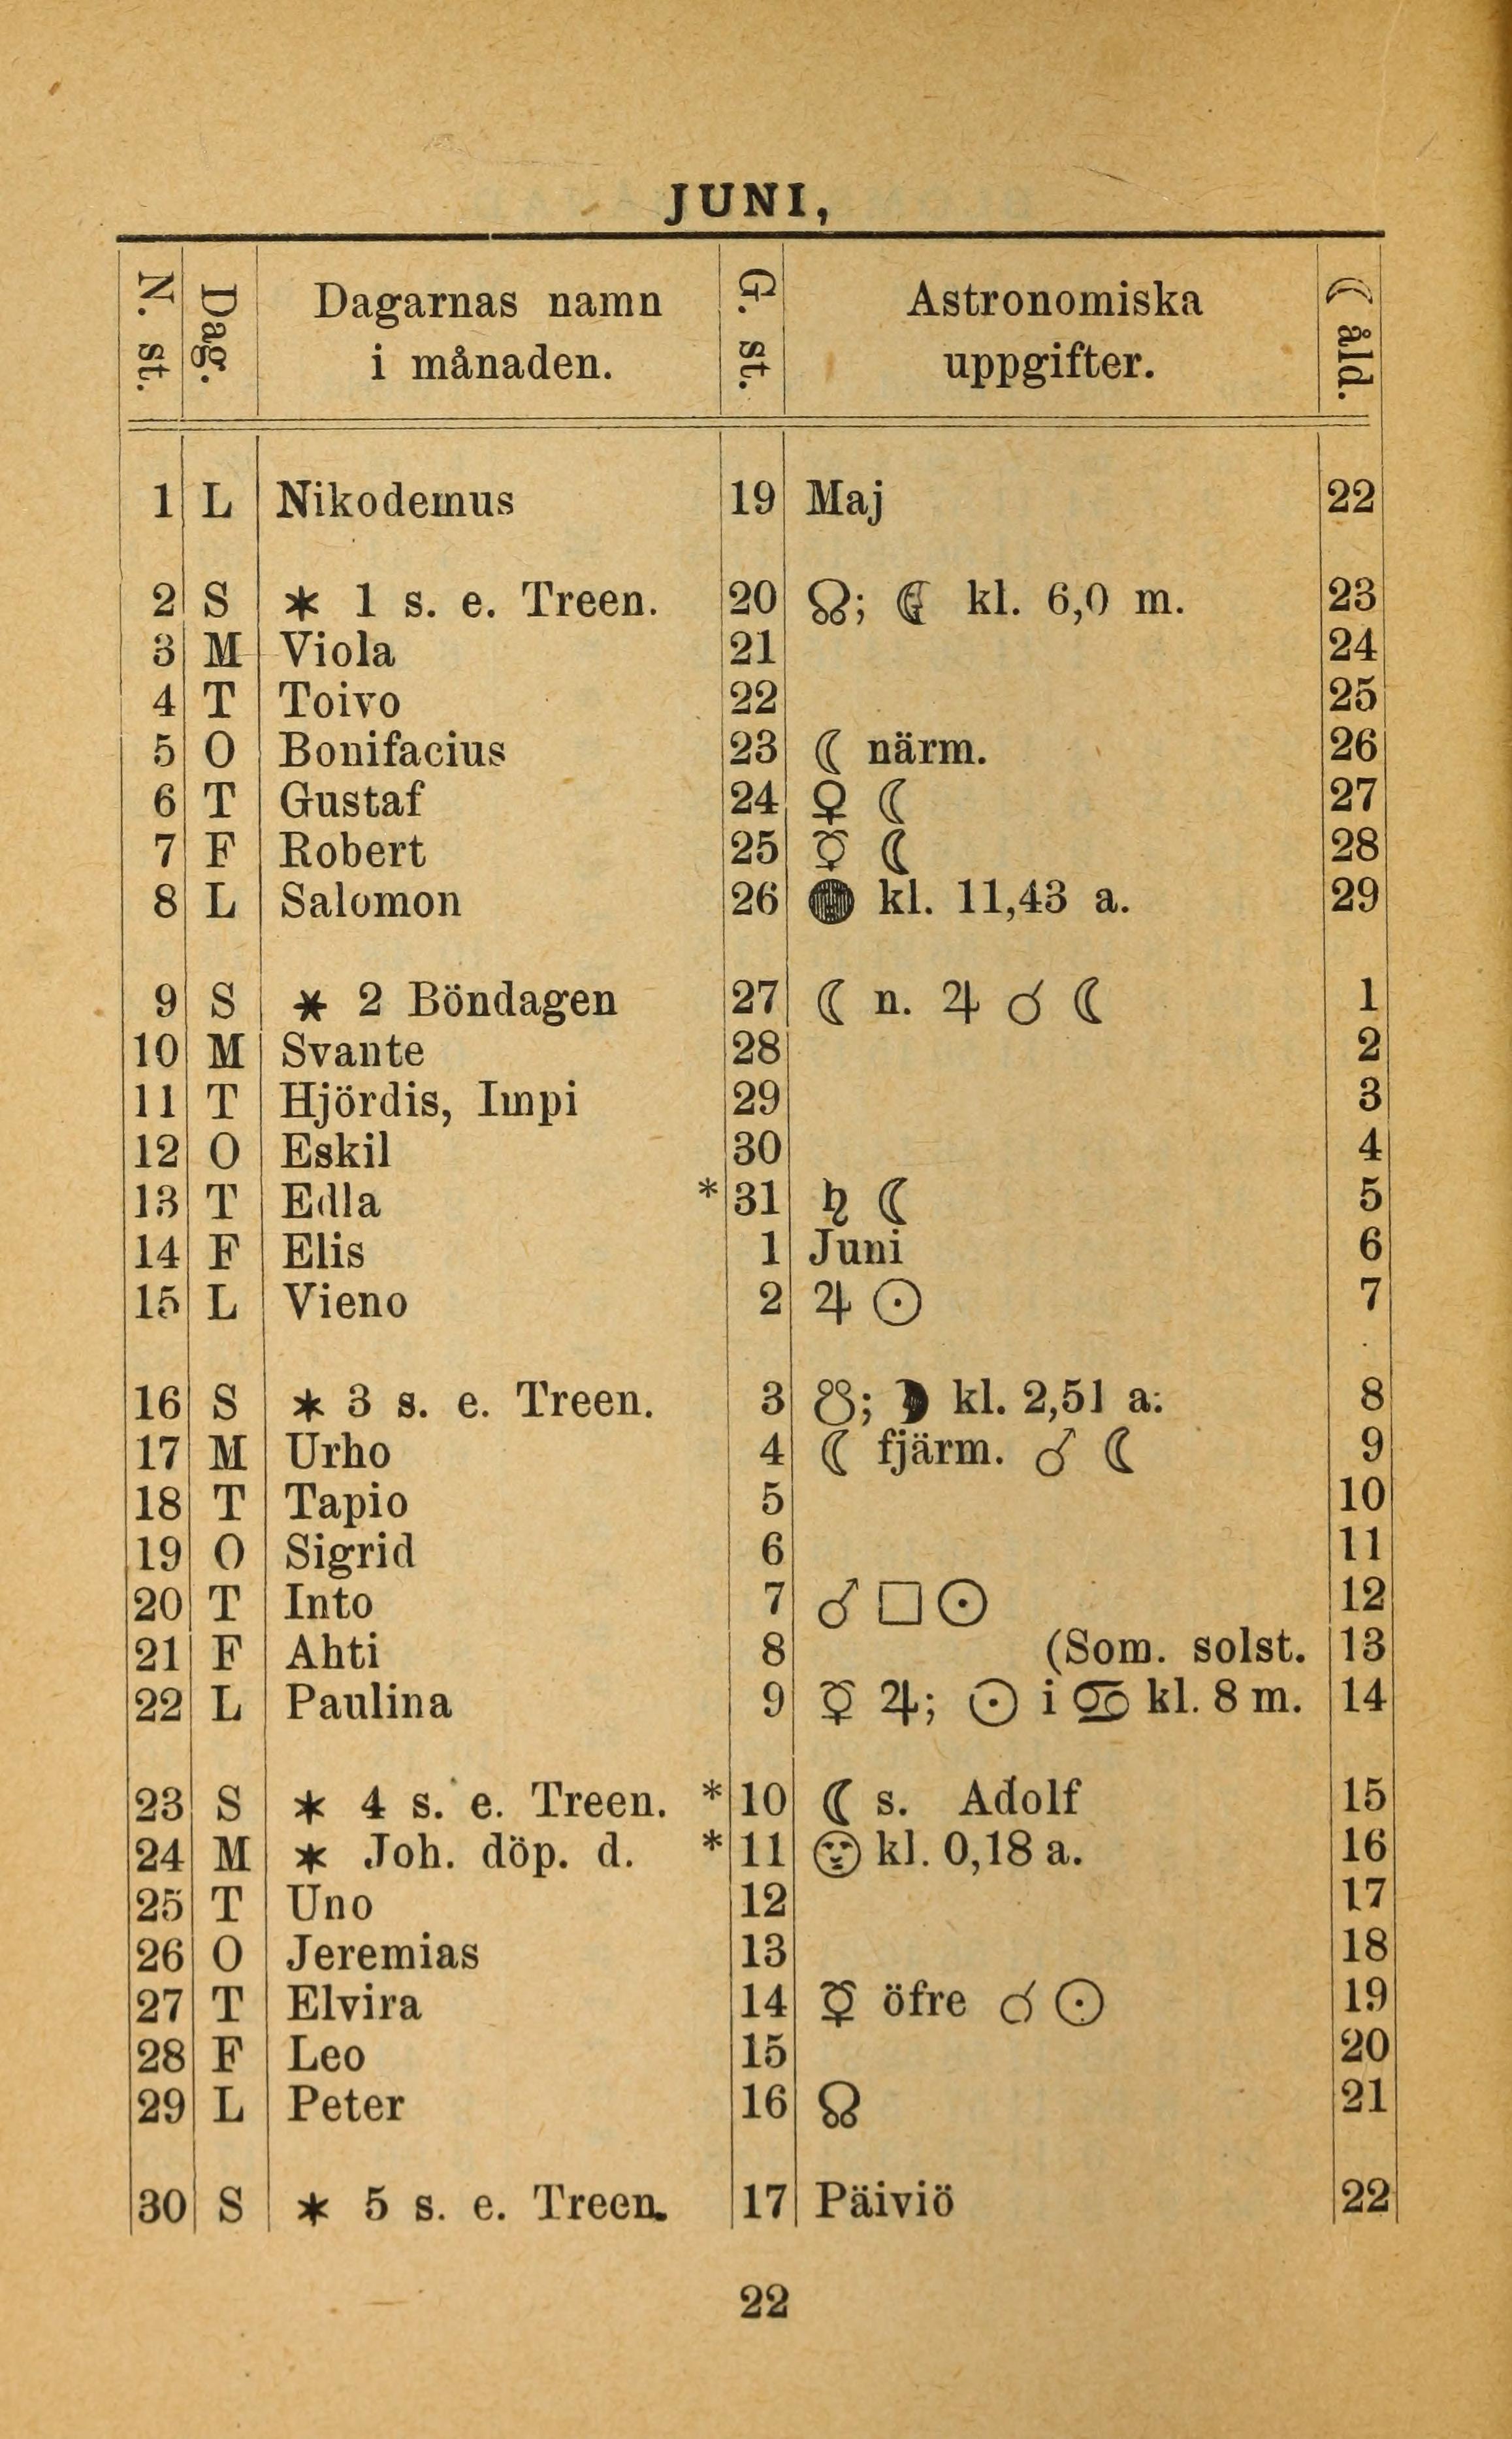 JUNI,
N. st. Dag. Dagarnas namn i månaden. G. st. Astronomiska uppgifter. ☾ åld.
1 L Nikodemus 19 Maj 22
2 S * 1 s. e. Treen. 20 ☊; ☾ kl. 6,0 m. 23
3 M Viola 21 24
4 T Toivo 22 25
5 O Bonifacius 23 ☾ närm. 26
6 T Gustaf 24 ♀ ☾ 27
7 F Robert 25 ☿ ☾ 28
8 L Salomon 26 ● kl. 11,43 a. 29
9 S * 2 Böndagen 27 ☾ n. ♃ ☌ ☾ 1
10 M Svante 28 2
11 T Hjördis, Impi 29 3
12 O Eskil 30 4
13 T Edla *31 ♄ ☾ 5
14 F Elis 1 Juni 6
15 L Vieno 2 ♃ ☉ 7
16 S * 3 s. e. Treen. 3 ☋; ☽ kl. 2,51 a. 8
17 M Urho 4 ☾ fjärm. ♂ ☾ 9
18 T Tapio 5 10
19 O Sigrid 6 11
20 T Into 7 ♂ □ ☉ 12
21 F Ahti 8 (Som. solst. 13
22 L Paulina 9 ☿ ♃; ☉ i ♋ kl. 8 m. 14
23 S * 4 s. e. Treen. *10 ☾ s. Adolf 15
24 M * Joh. döp. d. *11 ☺ kl. 0,18 a. 16
25 T Uno 12 17
26 O Jeremias 13 18
27 T Elvira 14 ☿ öfre ☌ ☉ 19
28 F Leo 15 20
29 L Peter 16 ☊ 21
30 S * 5 s. e. Treen. 17 Päiviö 22
22